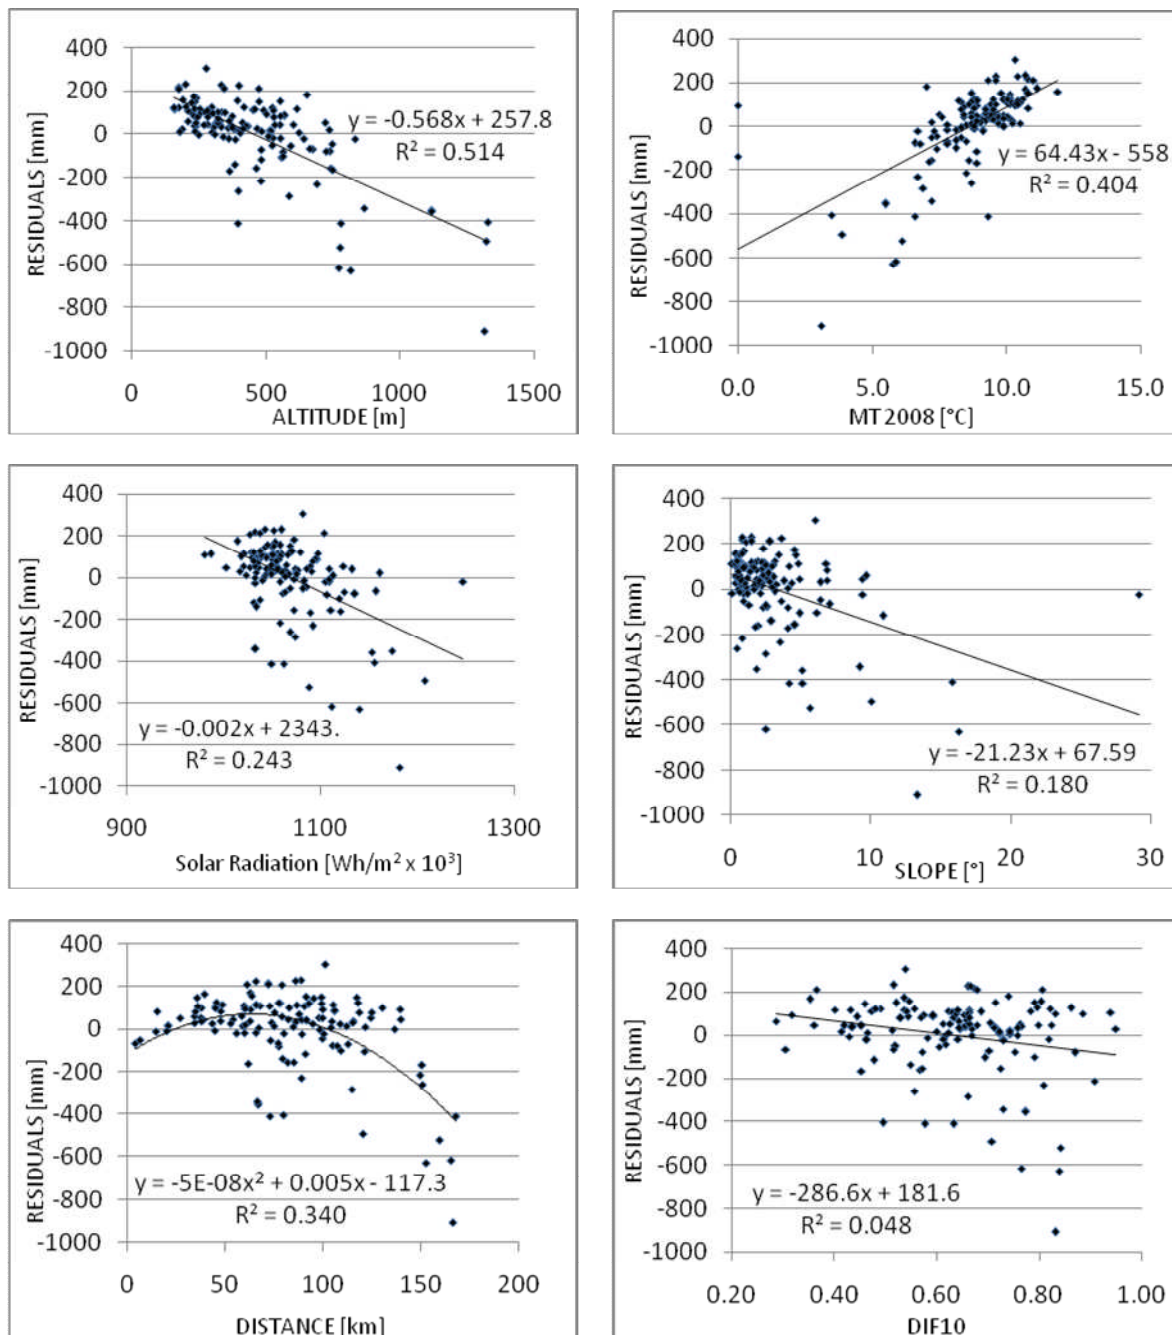 400
200
0
-200
-400
-600
-800
-1000
RESIDUALS [mm]
y = -0.568x + 257.8
R² = 0.514
0 500 1000 1500
ALTITUDE [m]
400
200
0
-200
-400
-600
-800
-1000
RESIDUALS [mm]
y = 64.43x - 558
R² = 0.404
0.0 5.0 10.0 15.0
MT2008 [°C]
400
200
0
-200
-400
-600
-800
-1000
RESIDUALS [mm]
y = -0.002x + 2343.
R² = 0.243
900 1100 1300
Solar Radiation [Wh/m² x 10³]
400
200
0
-200
-400
-600
-800
-1000
RESIDUALS [mm]
y = -21.23x + 67.59
R² = 0.180
0 10 20 30
SLOPE [°]
400
200
0
-200
-400
-600
-800
-1000
RESIDUALS [mm]
y = -5E-08x² + 0.005x - 117.3
R² = 0.340
0 50 100 150 200
DISTANCE [km]
400
200
0
-200
-400
-600
-800
-1000
RESIDUALS [mm]
y = -286.6x + 181.6
R² = 0.048
0.20 0.40 0.60 0.80 1.00
DIF10